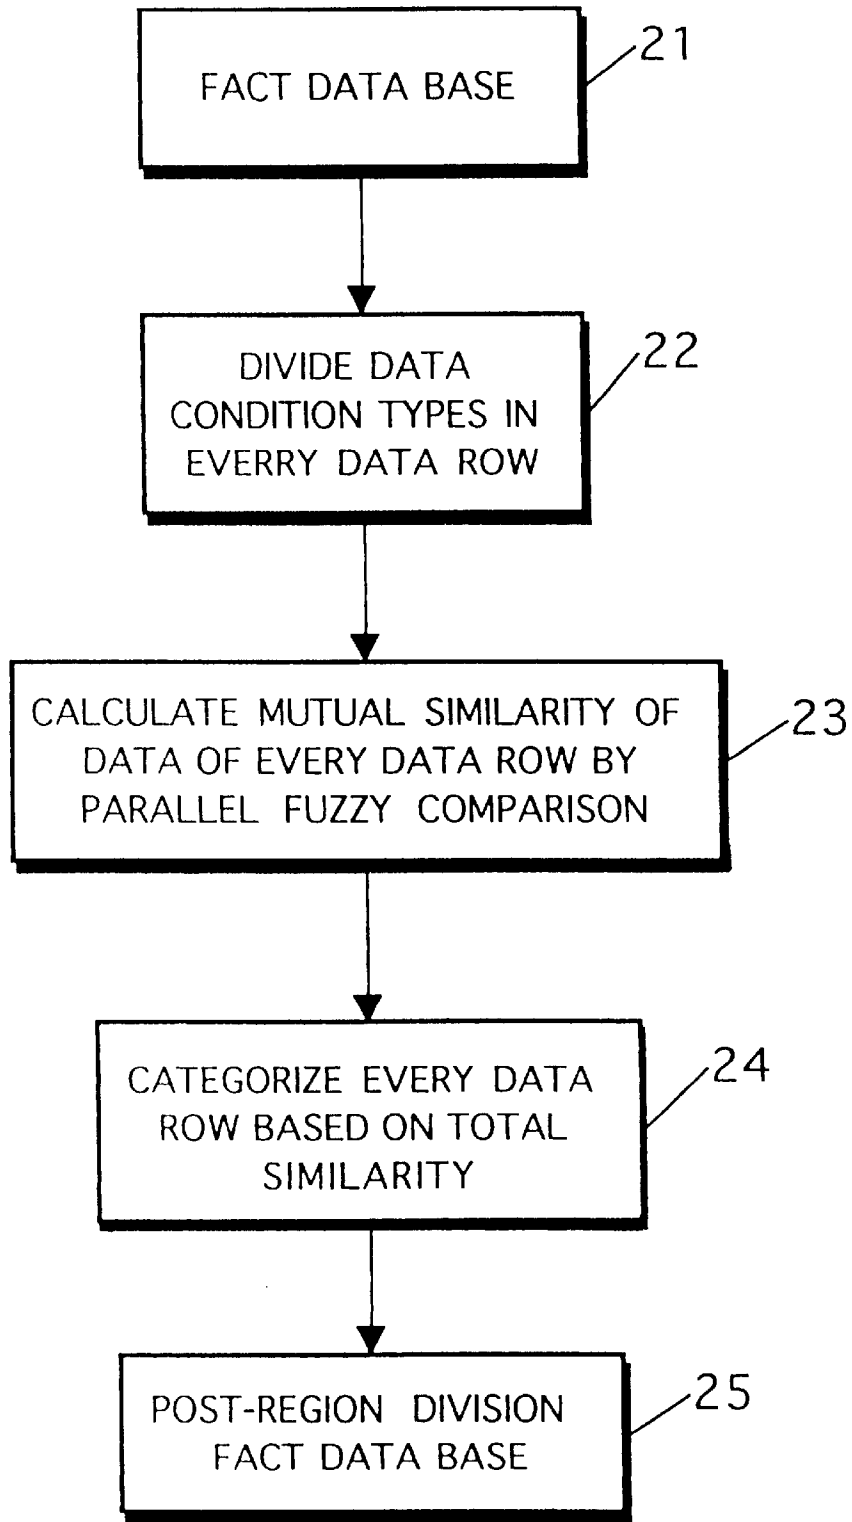 FACT DATA BASE
21
DIVIDE DATA
CONDITION TYPES IN
EVERRY DATA ROW
22
CALCULATE MUTUAL SIMILARITY OF
DATA OF EVERY DATA ROW BY
PARALLEL FUZZY COMPARISON
23
CATEGORIZE EVERY DATA
ROW BASED ON TOTAL
SIMILARITY
24
POST-REGION DIVISION
FACT DATA BASE
25